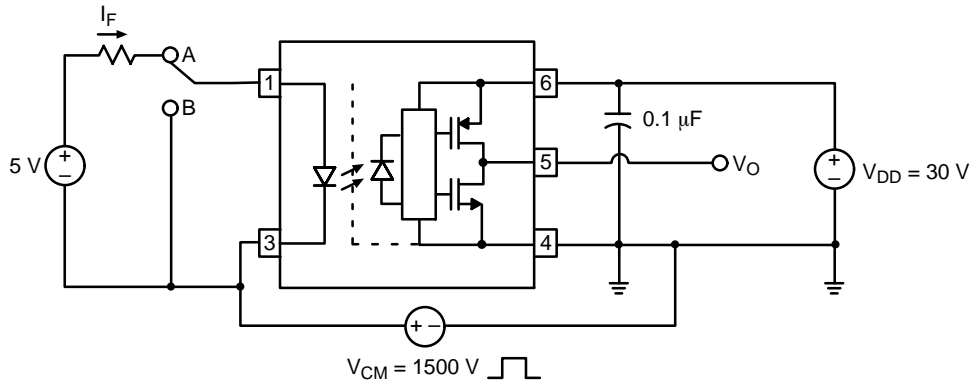 I_F
A
B
5 V
+
−
1
3
6
5
4
0.1 μF
V_O
+
−
V_DD = 30 V
+ −
V_CM = 1500 V